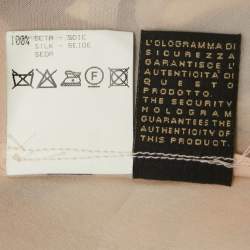 100% SETA - SOIE
SILK - SEIDE
SEDA
F
L'OLOGRAMMA DI
SICUREZZA
GARANTISCE L'
AUTENTICITÀ DI
QUESTO
PRODOTTO.
THE SECURITY
HOLOGRAM
GUARANTEES THE
AUTHENTICITY OF
THIS PRODUCT.